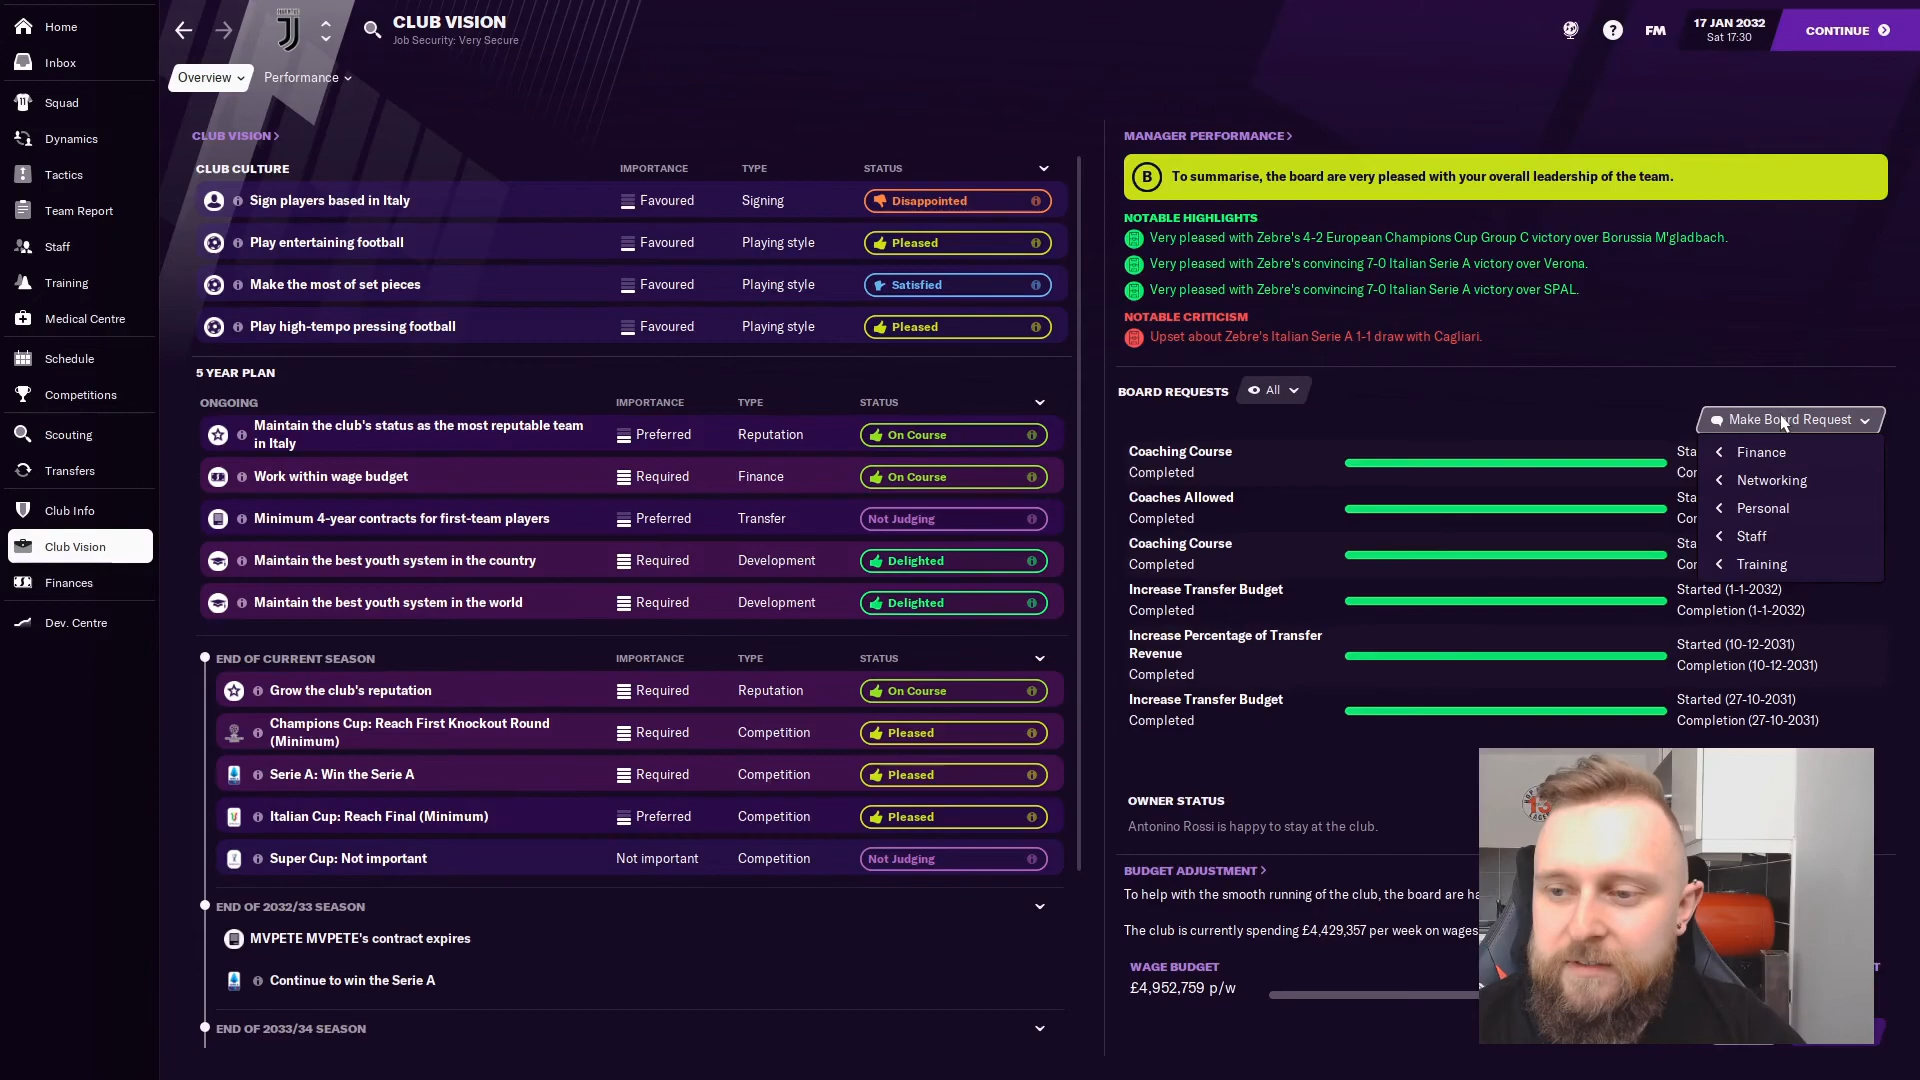 Home
Inbox
Squad
Dynamics
Tactics
Team Report
Staff
Training
Medical Centre
Schedule
Competitions
Scouting
Transfers
Club Info
Club Vision
Finances
Dev. Centre
CLUB VISION
Job Security: Very Secure
FM
17 JAN 2032
Sat 17:30
CONTINUE
Overview
Performance
CLUB VISION
CLUB CULTURE IMPORTANCE TYPE STATUS
Sign players based in Italy Favoured Signing Disappointed
Play entertaining football Favoured Playing style Pleased
Make the most of set pieces Favoured Playing style Satisfied
Play high-tempo pressing football Favoured Playing style Pleased
5 YEAR PLAN
ONGOING IMPORTANCE TYPE STATUS
Maintain the club's status as the most reputable team
in Italy Preferred Reputation On Course
Work within wage budget Required Finance On Course
Minimum 4-year contracts for first-team players Preferred Transfer Not Judging
Maintain the best youth system in the country Required Development Delighted
Maintain the best youth system in the world Required Development Delighted
END OF CURRENT SEASON IMPORTANCE TYPE STATUS
Grow the club's reputation Required Reputation On Course
Champions Cup: Reach First Knockout Round
(Minimum) Required Competition Pleased
Serie A: Win the Serie A Required Competition Pleased
Italian Cup: Reach Final (Minimum) Preferred Competition Pleased
Super Cup: Not important Not important Competition Not Judging
END OF 2032/33 SEASON
MVPETE MVPETE's contract expires
Continue to win the Serie A
END OF 2033/34 SEASON
MANAGER PERFORMANCE
B To summarise, the board are very pleased with your overall leadership of the team.
NOTABLE HIGHLIGHTS
Very pleased with Zebre's 4-2 European Champions Cup Group C victory over Borussia M'gladbach.
Very pleased with Zebre's convincing 7-0 Italian Serie A victory over Verona.
Very pleased with Zebre's convincing 7-0 Italian Serie A victory over SPAL.
NOTABLE CRITICISM
Upset about Zebre's Italian Serie A 1-1 draw with Cagliari.
BOARD REQUESTS All
Make Board Request
Finance
Networking
Personal
Staff
Training
Coaching Course Sta
Completed Con
Coaches Allowed Sta
Completed Con
Coaching Course Sta
Completed Con
Increase Transfer Budget Started (1-1-2032)
Completed Completion (1-1-2032)
Increase Percentage of Transfer
Revenue Started (10-12-2031)
Completed Completion (10-12-2031)
Increase Transfer Budget Started (27-10-2031)
Completed Completion (27-10-2031)
OWNER STATUS
Antonino Rossi is happy to stay at the club.
BUDGET ADJUSTMENT
To help with the smooth running of the club, the board are ha
The club is currently spending £4,429,357 per week on wages
WAGE BUDGET
£4,952,759 p/w